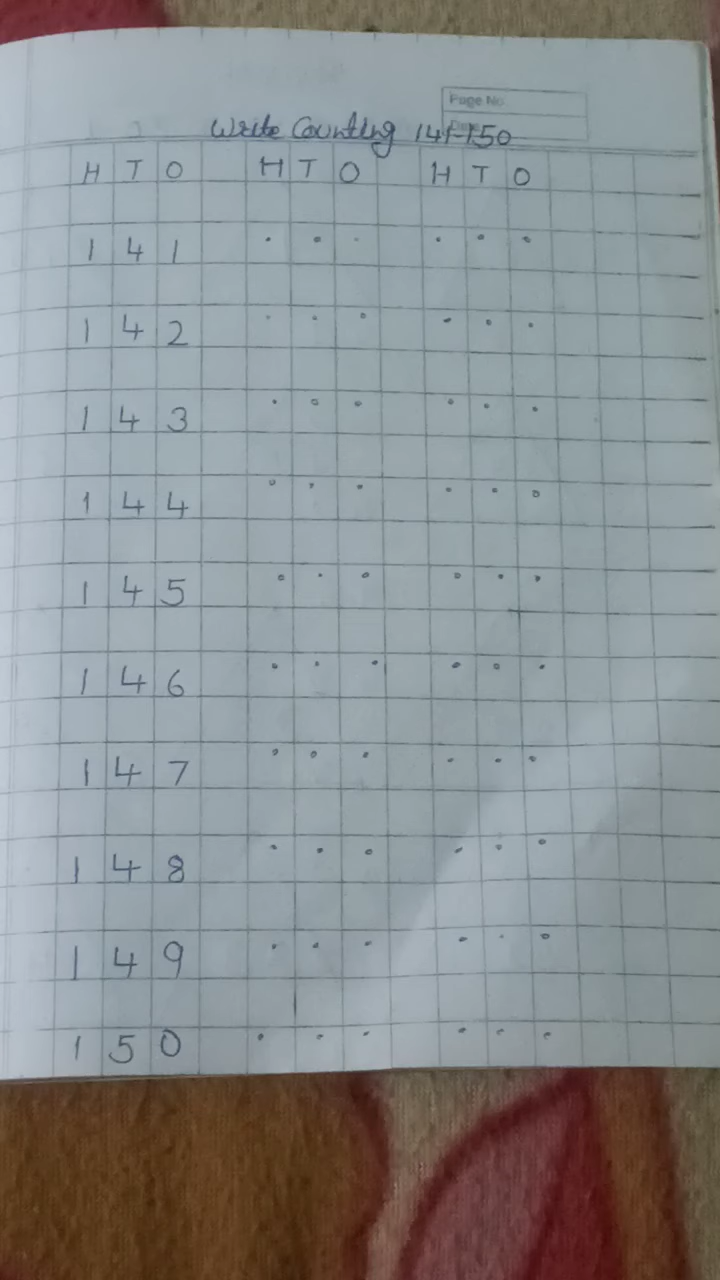 Page No
Write Counting 141-150
H T O H T O H T O
1 4 1
1 4 2
1 4 3
1 4 4
1 4 5
1 4 6
1 4 7
1 4 8
1 4 9
1 5 0